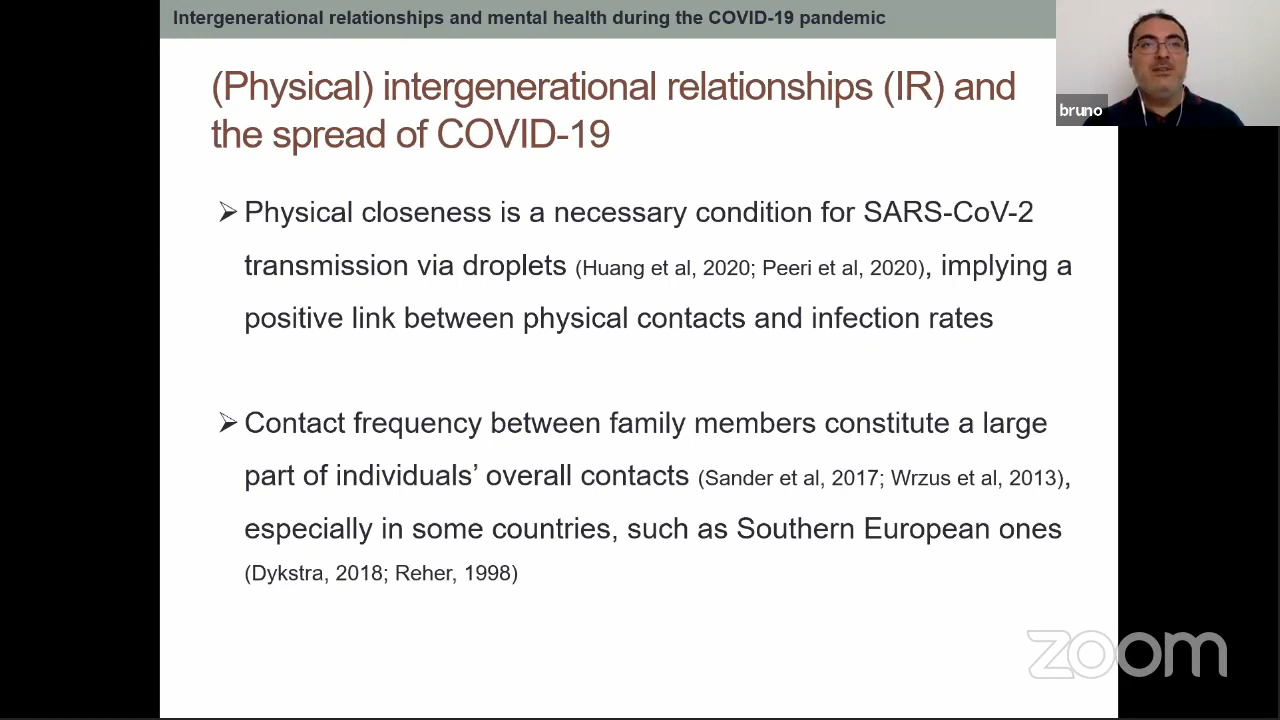 Intergenerational relationships and mental health during the COVID-19 pandemic
(Physical) intergenerational relationships (IR) and
the spread of COVID-19
bruno
Physical closeness is a necessary condition for SARS-CoV-2
transmission via droplets (Huang et al, 2020; Peeri et al, 2020), implying a
positive link between physical contacts and infection rates
Contact frequency between family members constitute a large
part of individuals’ overall contacts (Sander et al, 2017; Wrzus et al, 2013),
especially in some countries, such as Southern European ones
(Dykstra, 2018; Reher, 1998)
zoom